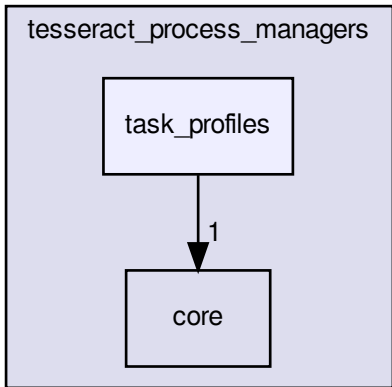 tesseract_process_managers
task_profiles
1
core